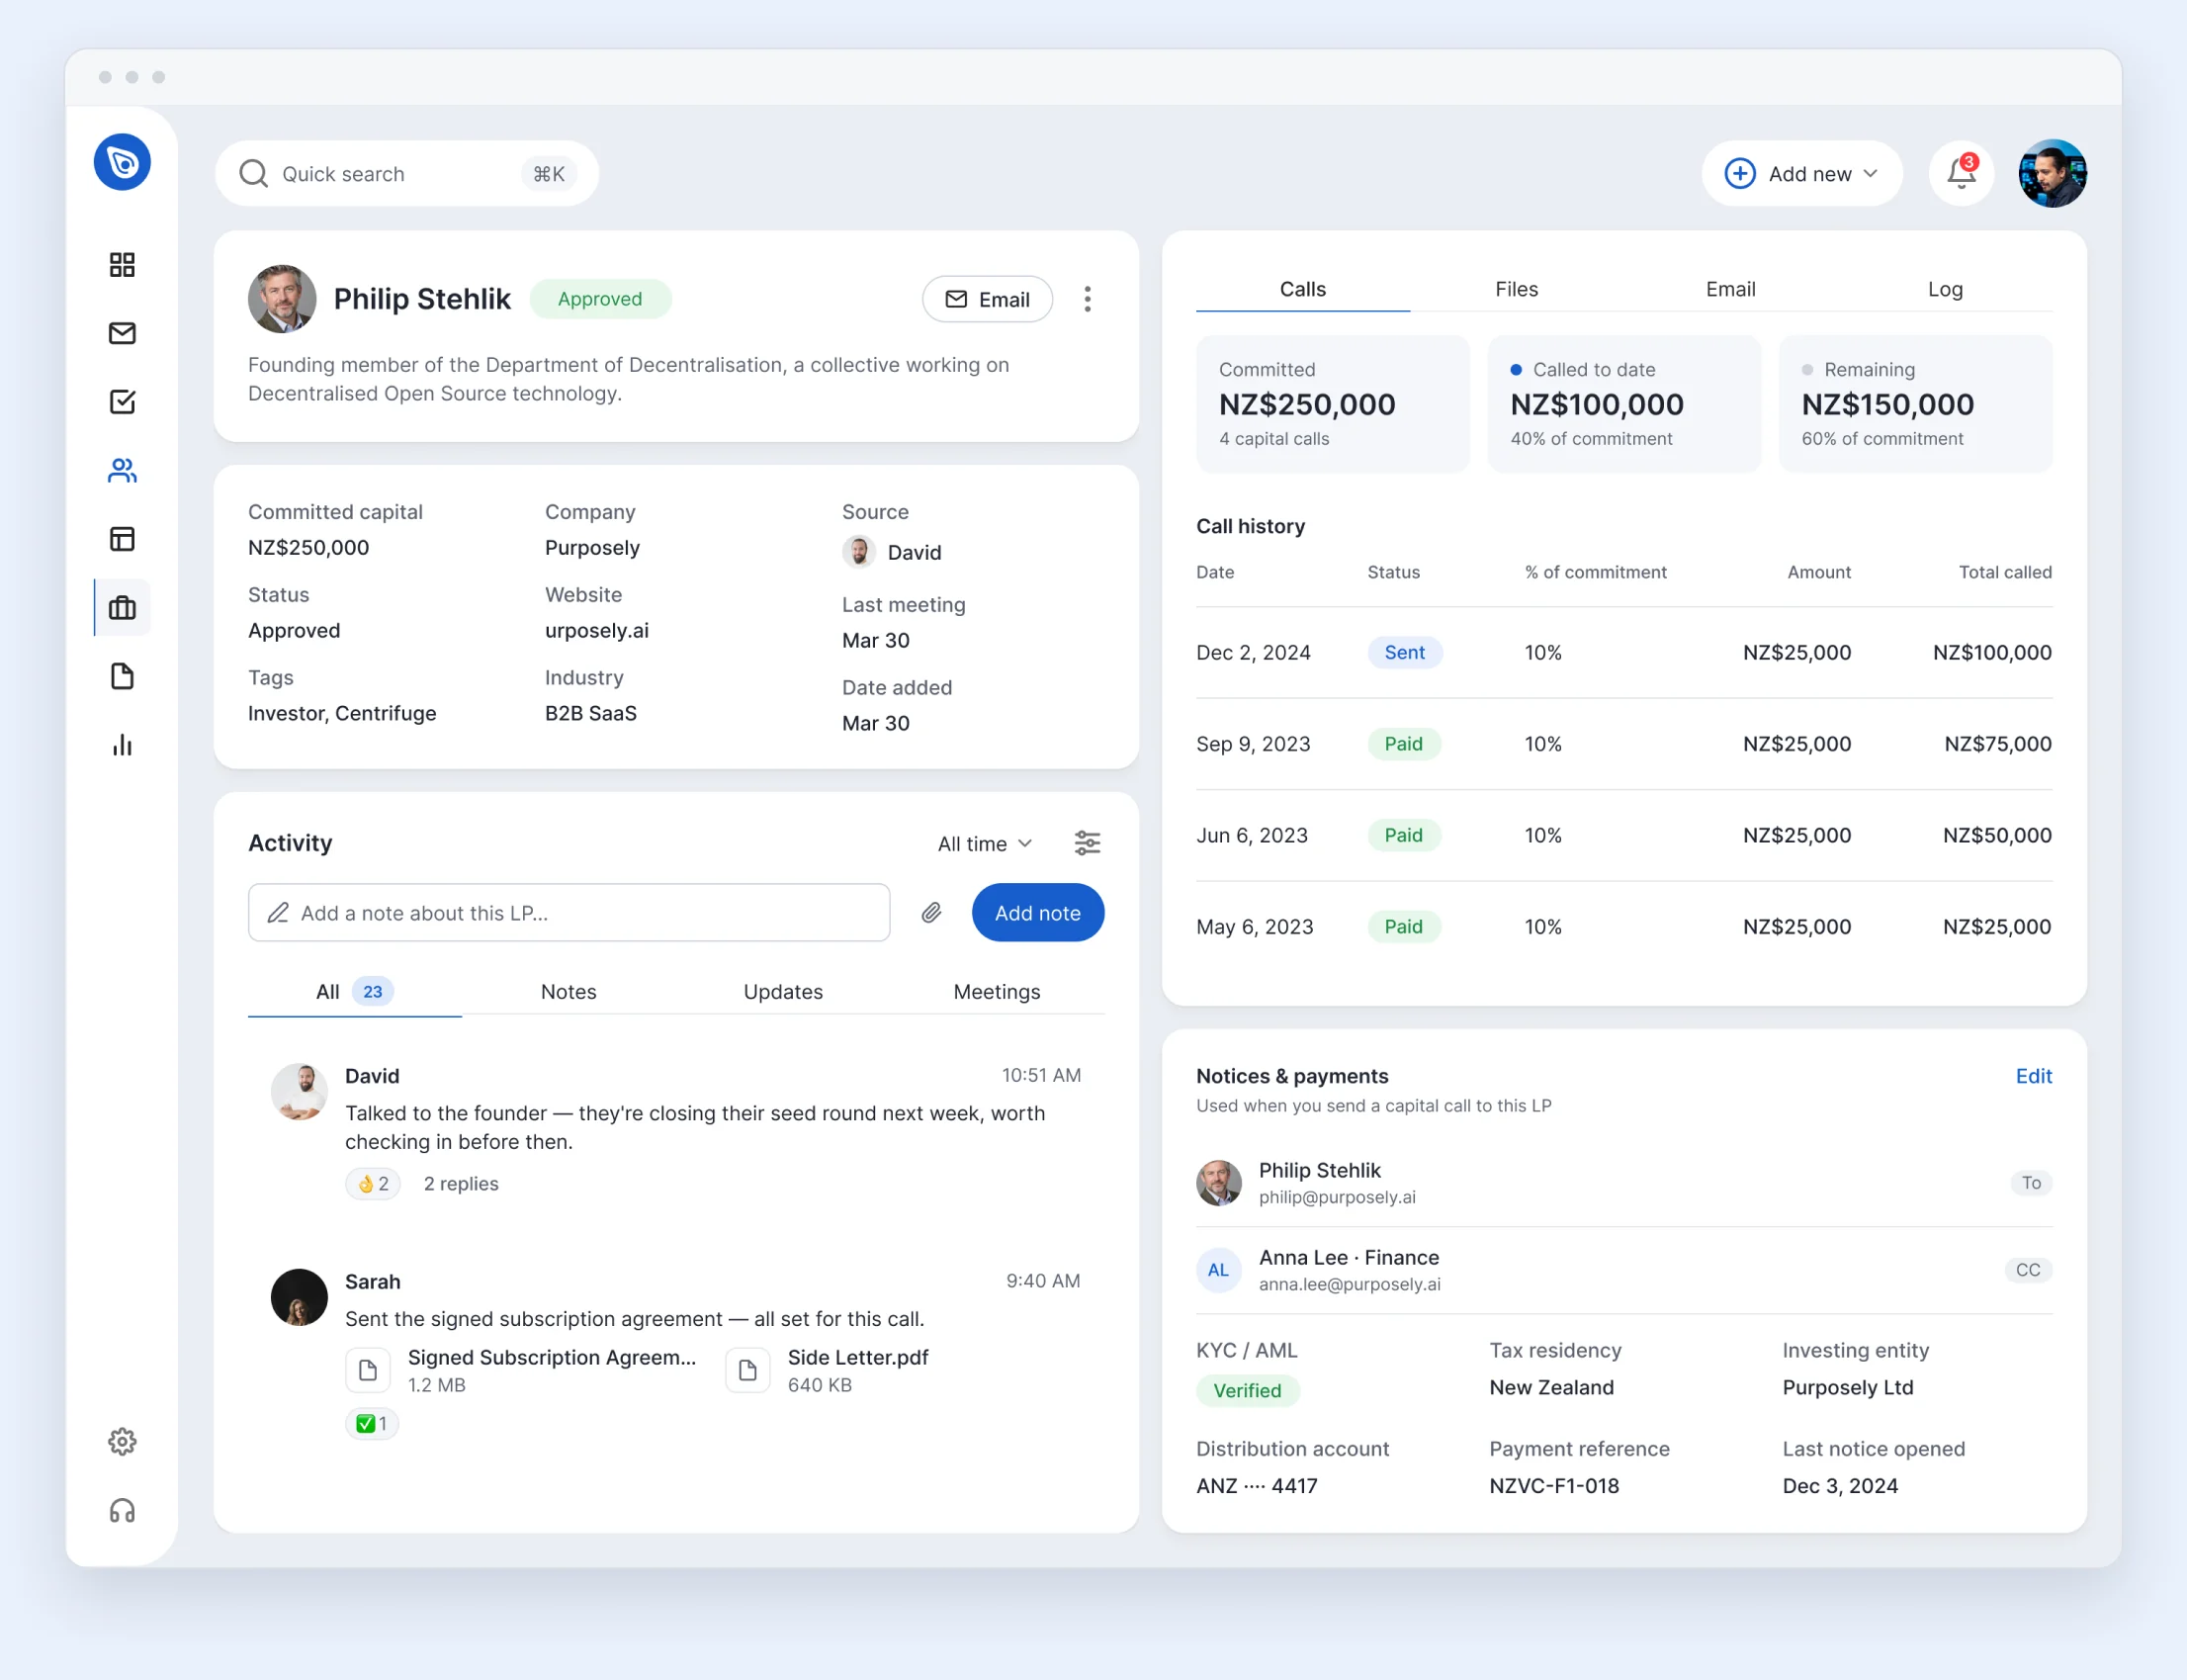 Quick search
⌘K
Add new
3
Philip Stehlik
Approved
Email
Founding member of the Department of Decentralisation, a collective working on
Decentralised Open Source technology.
Committed capital
NZ$250,000
Company
Purposely
Source
David
Status
Approved
Website
urposely.ai
Last meeting
Mar 30
Tags
Investor, Centrifuge
Industry
B2B SaaS
Date added
Mar 30
Activity
All time
Add a note about this LP...
Add note
All 23
Notes
Updates
Meetings
David
10:51 AM
Talked to the founder — they're closing their seed round next week, worth
checking in before then.
👌 2
2 replies
Sarah
9:40 AM
Sent the signed subscription agreement — all set for this call.
Signed Subscription Agreem...
1.2 MB
Side Letter.pdf
640 KB
✅ 1
Calls
Files
Email
Log
Committed
NZ$250,000
4 capital calls
Called to date
NZ$100,000
40% of commitment
Remaining
NZ$150,000
60% of commitment
Call history
Date Status % of commitment Amount Total called
Dec 2, 2024 Sent 10% NZ$25,000 NZ$100,000
Sep 9, 2023 Paid 10% NZ$25,000 NZ$75,000
Jun 6, 2023 Paid 10% NZ$25,000 NZ$50,000
May 6, 2023 Paid 10% NZ$25,000 NZ$25,000
Notices & payments
Edit
Used when you send a capital call to this LP
Philip Stehlik
philip@purposely.ai
To
AL
Anna Lee · Finance
anna.lee@purposely.ai
CC
KYC / AML
Verified
Tax residency
New Zealand
Investing entity
Purposely Ltd
Distribution account
ANZ ···· 4417
Payment reference
NZVC-F1-018
Last notice opened
Dec 3, 2024